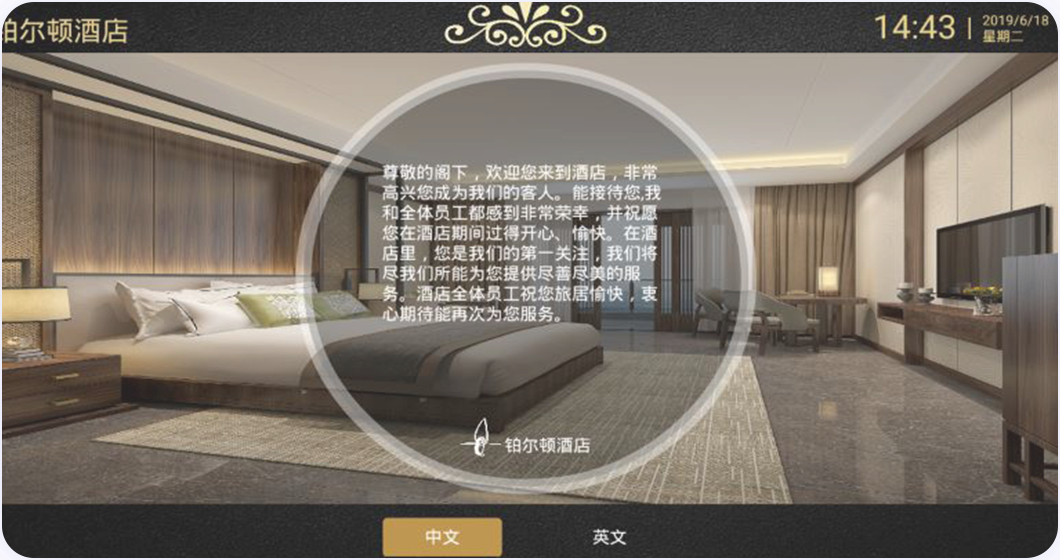 铂尔顿酒店
14:43
2019/6/18
星期二
尊敬的阁下，欢迎您来到酒店，非常
高兴您成为我们的客人。能接待您,我
和全体员工都感到非常荣幸，并祝愿
您在酒店期间过得开心、愉快。在酒
店里，您是我们的第一关注，我们将
尽我们所能为您提供尽善尽美的服
务。酒店全体员工祝您旅居愉快，衷
心期待能再次为您服务。
铂尔顿酒店
中文
英文